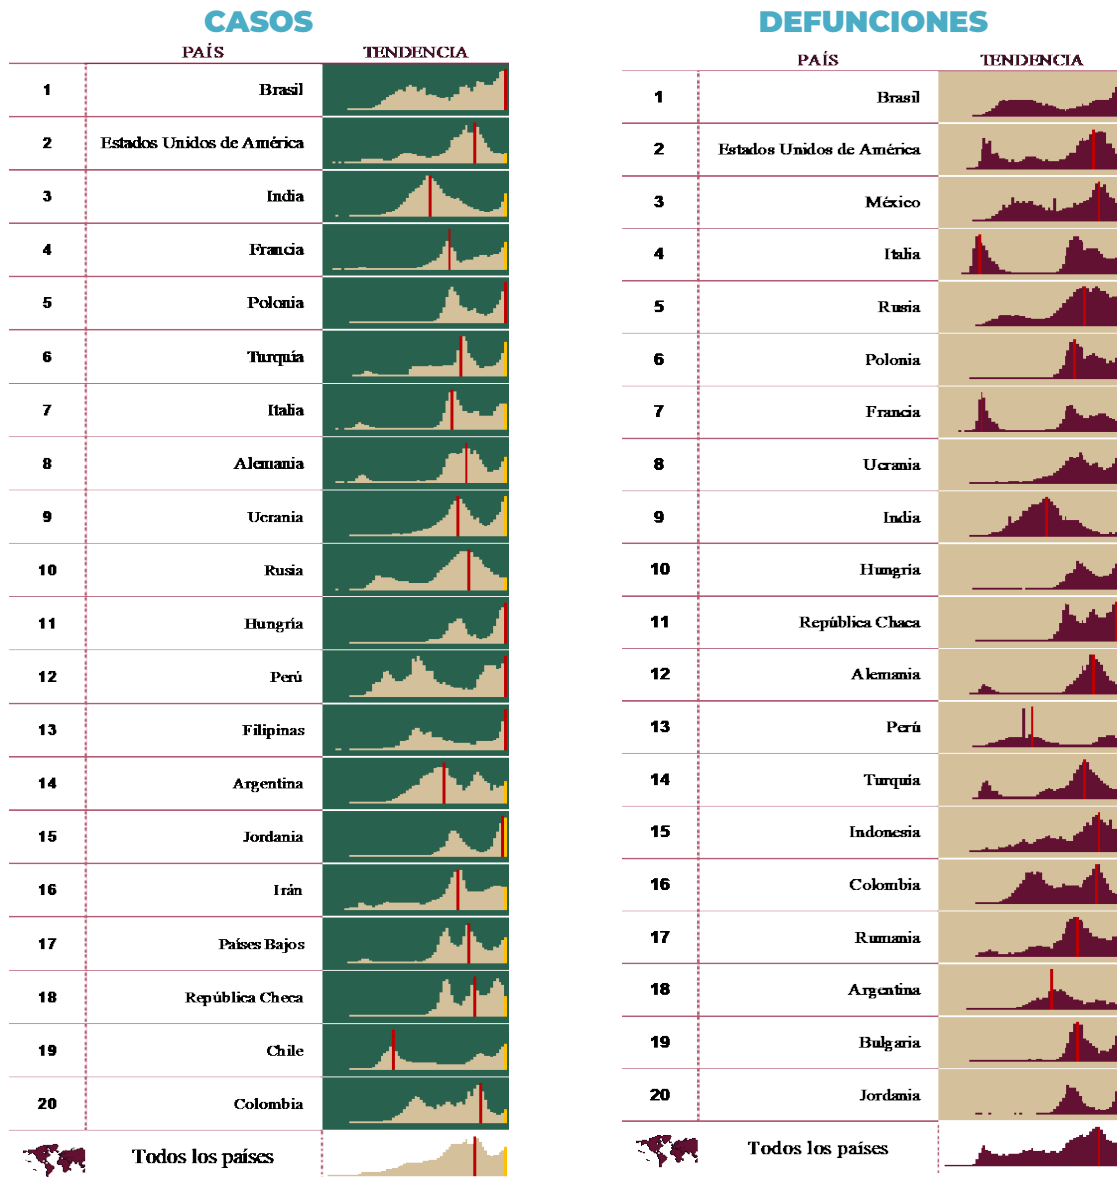 CASOS
PAÍS TENDENCIA
1 Brasil
2 Estados Unidos de América
3 India
4 Francia
5 Polonia
6 Turquía
7 Italia
8 Alemania
9 Ucrania
10 Rusia
11 Hungría
12 Perú
13 Filipinas
14 Argentina
15 Jordania
16 Irán
17 Países Bajos
18 República Checa
19 Chile
20 Colombia
Todos los países
DEFUNCIONES
PAÍS TENDENCIA
1 Brasil
2 Estados Unidos de América
3 México
4 Italia
5 Rusia
6 Polonia
7 Francia
8 Ucrania
9 India
10 Hungría
11 República Chaca
12 Alemania
13 Perú
14 Turquía
15 Indonesia
16 Colombia
17 Rumania
18 Argentina
19 Bulgaria
20 Jordania
Todos los países